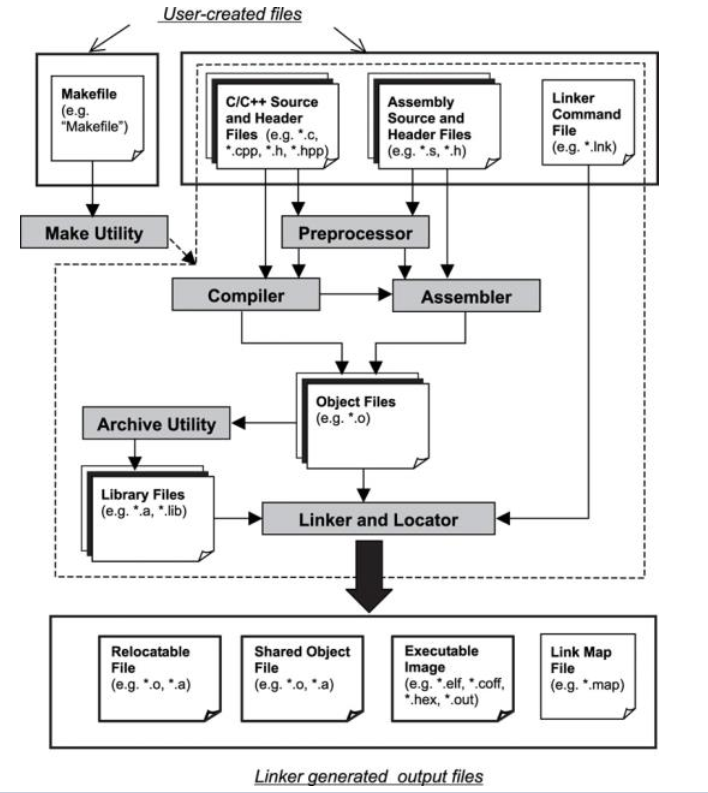 User-created files
Makefile
(e.g.
“Makefile”)
C/C++ Source
and Header
Files (e.g. *.c,
*.cpp, *.h, *.hpp)
Assembly
Source and
Header Files
(e.g. *.s, *.h)
Linker
Command
File
(e.g. *.lnk)
Make Utility
Preprocessor
Compiler
Assembler
Object Files
(e.g. *.o)
Archive Utility
Library Files
(e.g. *.a, *.lib)
Linker and Locator
Relocatable
File
(e.g. *.o, *.a)
Shared Object
File
(e.g. *.o, *.a)
Executable
Image
(e.g. *.elf, *.coff,
*.hex, *.out)
Link Map
File
(e.g. *.map)
Linker generated output files